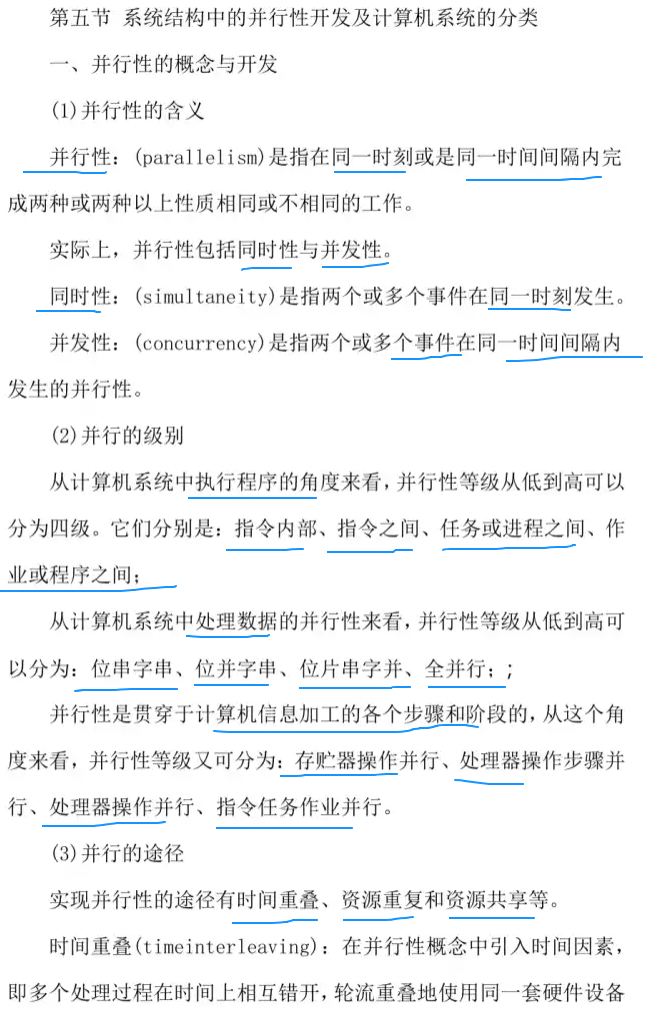 第五节 系统结构中的并行性开发及计算机系统的分类
一、并行性的概念与开发
(1)并行性的含义
并行性：(parallelism)是指在同一时刻或是同一时间间隔内完
成两种或两种以上性质相同或不相同的工作。
实际上，并行性包括同时性与并发性。
同时性：(simultaneity)是指两个或多个事件在同一时刻发生。
并发性：(concurrency)是指两个或多个事件在同一时间间隔内
发生的并行性。
(2)并行的级别
从计算机系统中执行程序的角度来看，并行性等级从低到高可以
分为四级。它们分别是：指令内部、指令之间、任务或进程之间、作
业或程序之间；
从计算机系统中处理数据的并行性来看，并行性等级从低到高可
以分为：位串字串、位并字串、位片串字并、全并行；;
并行性是贯穿于计算机信息加工的各个步骤和阶段的，从这个角
度来看，并行性等级又可分为：存贮器操作并行、处理器操作步骤并
行、处理器操作并行、指令任务作业并行。
(3)并行的途径
实现并行性的途径有时间重叠、资源重复和资源共享等。
时间重叠(timeinterleaving)：在并行性概念中引入时间因素，
即多个处理过程在时间上相互错开，轮流重叠地使用同一套硬件设备